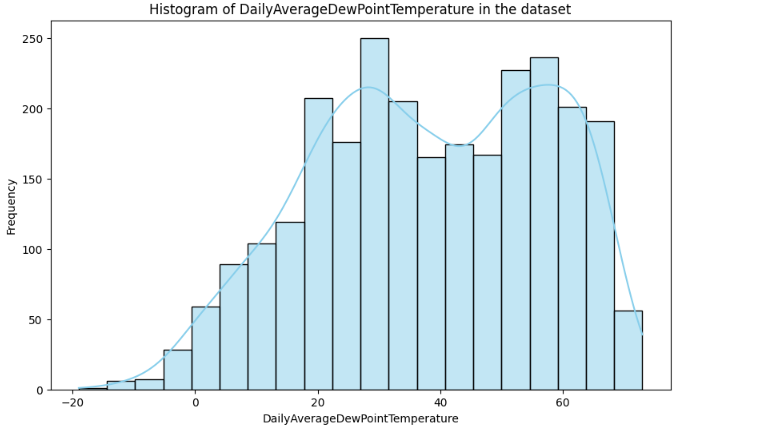 Histogram of DailyAverageDewPointTemperature in the dataset
250
200
150
100
50
0
Frequency
−20 0 20 40 60
DailyAverageDewPointTemperature